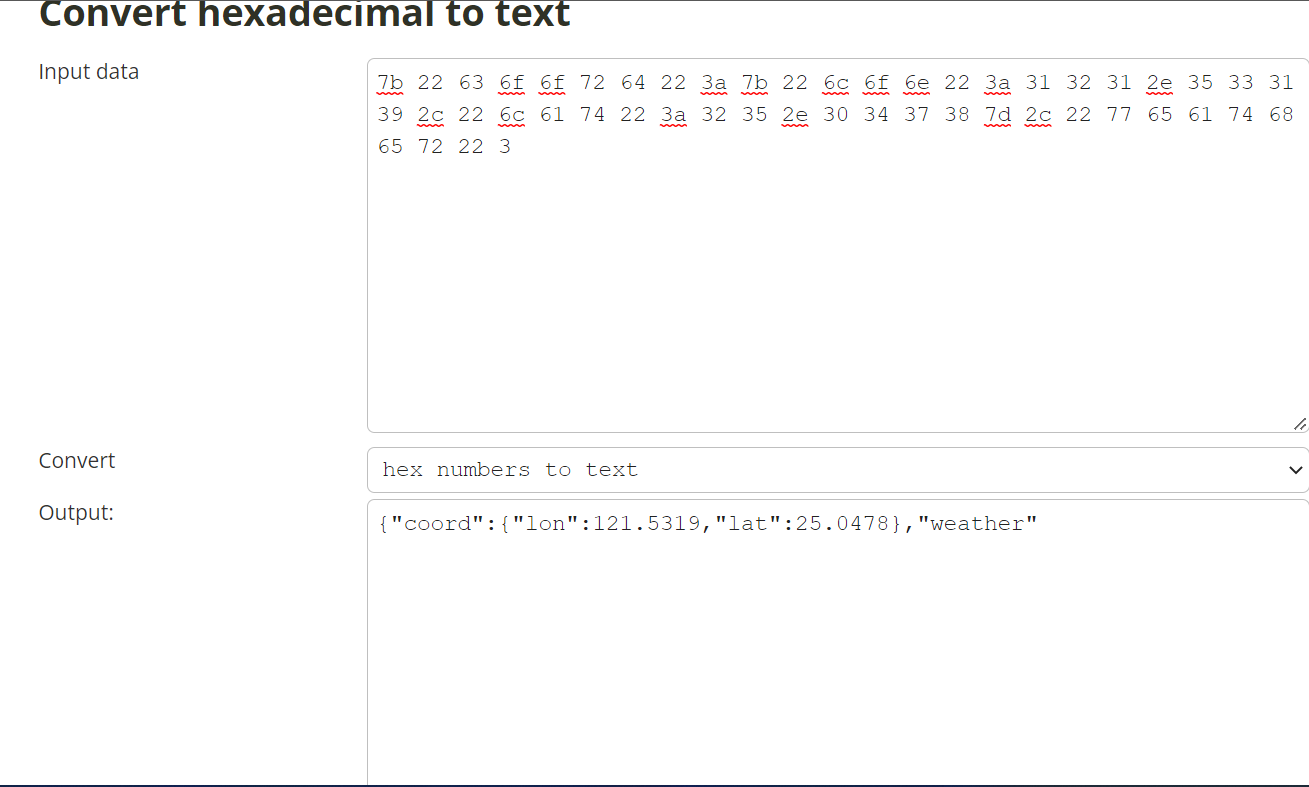 Convert hexadecimal to text
Input data
7b 22 63 6f 6f 72 64 22 3a 7b 22 6c 6f 6e 22 3a 31 32 31 2e 35 33 31
39 2c 22 6c 61 74 22 3a 32 35 2e 30 34 37 38 7d 2c 22 77 65 61 74 68
65 72 22 3
Convert
hex numbers to text
Output:
{"coord":{"lon":121.5319,"lat":25.0478},"weather"